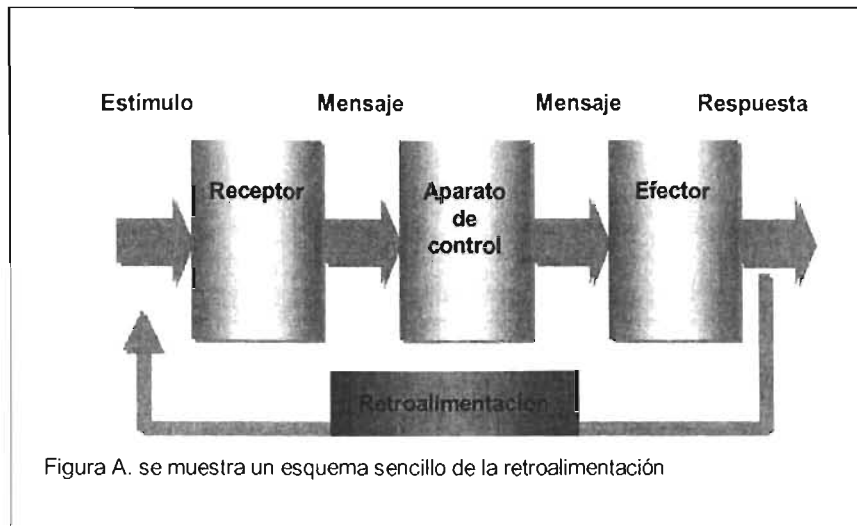 Estímulo Mensaje Mensaje Respuesta
Receptor Aparato de control Efector
Retroalimentación
Figura A. se muestra un esquema sencillo de la retroalimentación